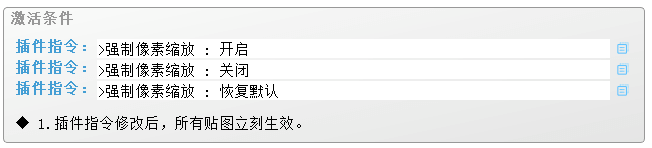 激活条件
插件指令：>强制像素缩放 : 开启
插件指令：>强制像素缩放 : 关闭
插件指令：>强制像素缩放 : 恢复默认
◆ 1.插件指令修改后，所有贴图立刻生效。